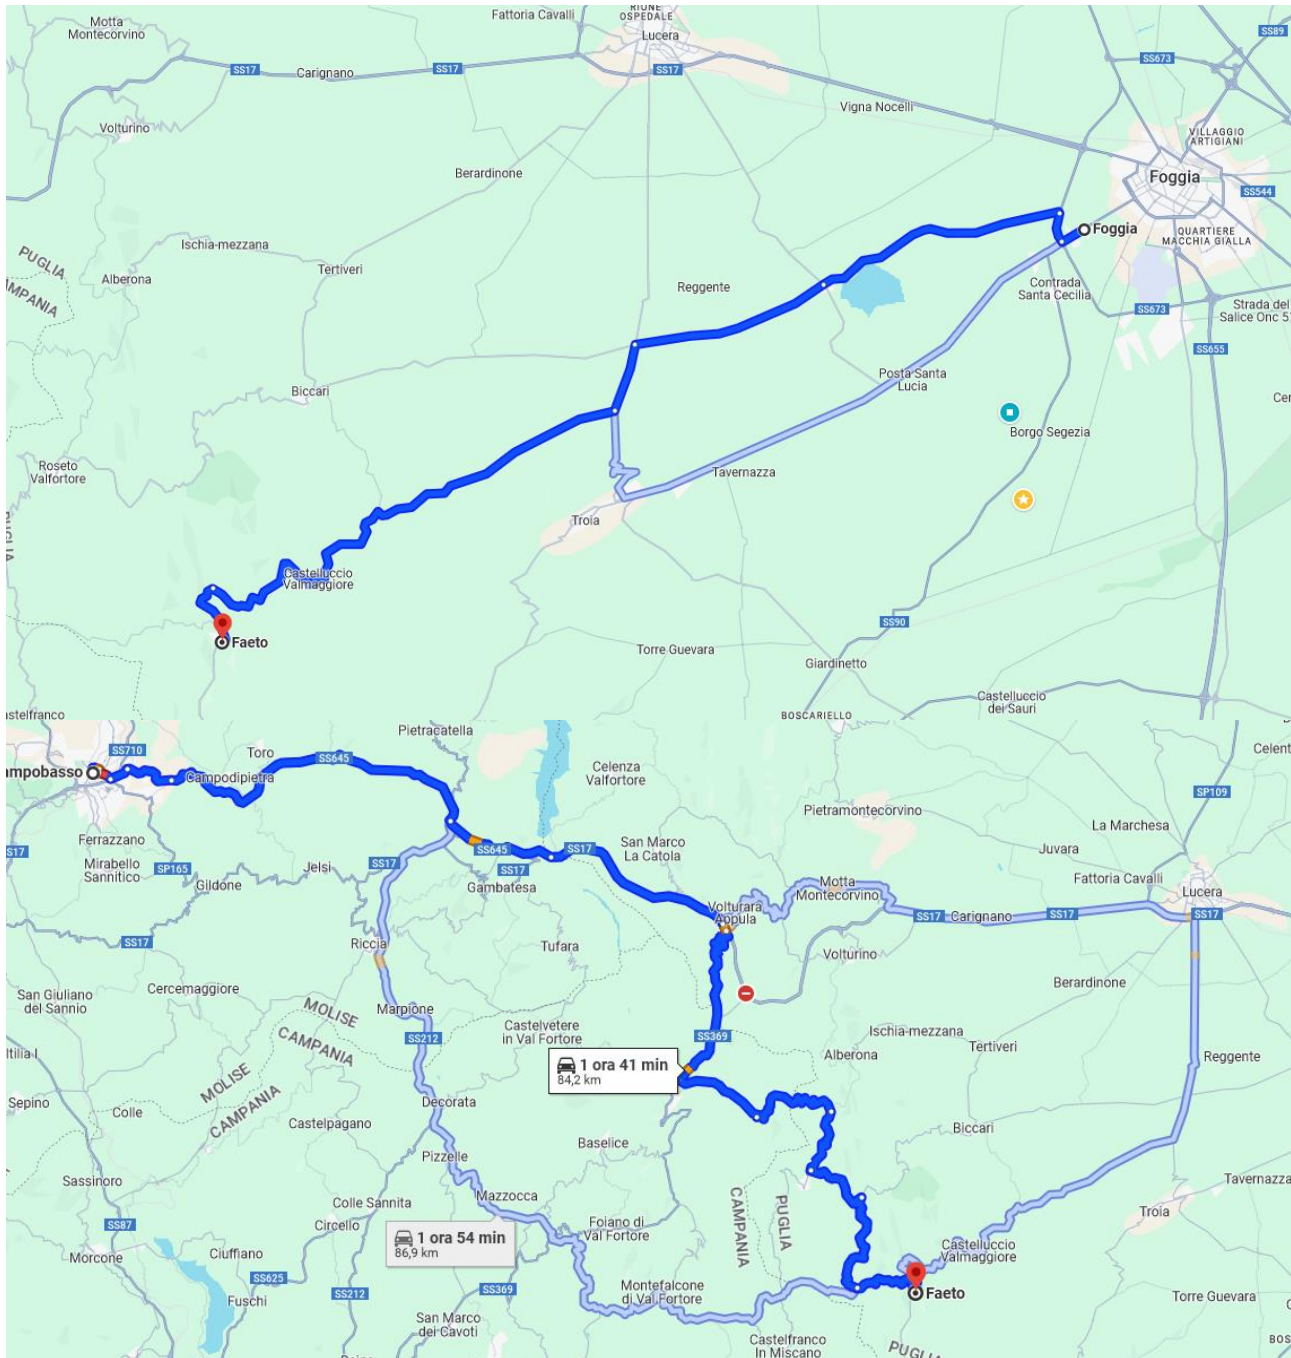 RIONE
OSPEDALE
Fattoria Cavalli
Motta
Montecorvino
Lucera
SS89
SS673
SS17
Carignano
SS17
SS17
Vigna Nocelli
Volturino
VILLAGGIO
ARTIGIANI
Berardinone
Foggia
SS544
Foggia
QUARTIERE
MACCHIA GIALLA
Ischia-mezzana
PUGLIA
Tertiveri
Alberona
Reggente
Contrada
Santa Cecilia
SS673
Strada del
Salice Onc 5
SS655
Posta Santa
Lucia
Biccari
Borgo Segezia
Roseto
Valfortore
Tavernazza
Troia
Castelluccio
Valmaggiore
SS90
Faeto
Torre Guevara
Giardinetto
Castelluccio
dei Sauri
BOSCARIELLO
stelfranco
Pietracatella
SS710
Toro
SS645
mpobasso
Campodipietra
Celenza
Valfortore
Celent
SP109
Pietramontecorvino
Ferrazzano
La Marchesa
SS17
Mirabello
Sannitico
SP165
Gildone
Jelsi
SS17
SS645
SS17
SS17
San Marco
La Catola
Juvara
Gambatesa
Fattoria Cavalli
Motta
Montecorvino
Lucera
Volturara
Appula
SS17
Carignano
SS17
SS17
SS17
Riccia
Tufara
Volturino
Berardinone
Cercemaggiore
San Giuliano
del Sannio
MOLISE
CAMPANIA
Marpione
Castelvetere
in Val Fortore
SS212
SS369
Ischia-mezzana
Tertiveri
Alberona
Reggente
1 ora 41 min
84,2 km
Sepino
Colle
MOLISE
CAMPANIA
Decorata
Castelpagano
Biccari
Baselice
Pizzelle
Sassinoro
Mazzocca
CAMPANIA
PUGLIA
Tavernazza
Colle Sannita
Troia
SS87
Circello
1 ora 54 min
86,9 km
Foiano di
Val Fortore
Morcone
Ciuffiano
Castelluccio
Valmaggiore
SS625
Fuschi
SS212
SS369
Montefalcone
di Val Fortore
Faeto
Torre Guevara
San Marco
dei Cavoti
Castelfranco
In Miscano
PUGLIA
BOS